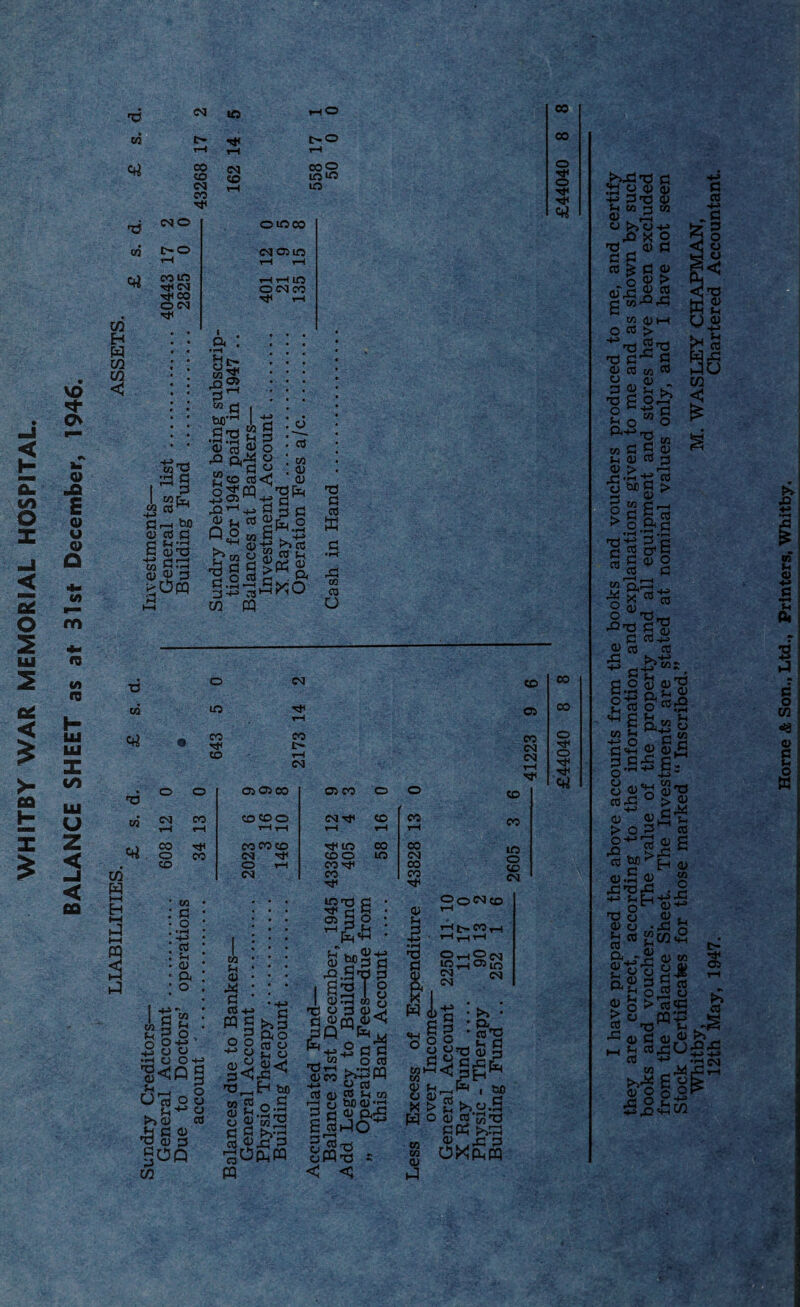 WHITBY WAR MEMORIAL HOSPITAL.
BALANCE SHEET as at 31st December, 1946.
LIABILITIES.
£ s. d. £ s. d.
Sundry Creditors—
General Account .......... 608 12 0
Due to Doctors' operations
account .......... 34 13 0
643 5 0
Balances due to Bankers—
General Account .......... 2023 6 9
Physio Therapy .......... 3 16 9
Building Account .......... 146 10 8
2173 14 2
Accumulated Fund—
Balance 31st December, 1945 43364 12 9
Add Legacy to Building Fund 405 4 3
„ Operation Fees—due from
this Bank Account ...... 58 16 0
43828 13 0
Less Excess of Expenditure
over Income—
General Account 2250 11 10
X Ray Fund .... 11 17 0
Physic - Therapy 90 13 2
Building Fund .. 252 1 6
2605 3 6
41223 9 6
£44040 8 8
ASSETS.
£ s. d. £ s. d.
Investments—
General as list .......... 40443 17 2
Building Fund .......... 2825 0 0
43268 17 2
Sundry Debtors being subscrip-
tions for 1946 paid in 1947 .. 162 14 5
Balances at Bankers—
Investment Account ...... 401 12 0
X Ray Fund .......... 21 9 5
Operation Fees a/c. ...... 135 15 8
558 17 1
Cash in Hand .......... 50 0 0
£44040 8 8
I have prepared the above accounts from the books and vouchers produced to me, and certify
they are correct, according to the information and explanations given to me and as shown by such
books and vouchers. The value of the property and all equipment and stores have been excluded
from the Balance Sheet. The Investments are stated at nominal values only, and I have not seen
Stock Certificates for those marked "Inscribed."
M. WASLEY CHAPMAN,
Chartered Accountant.
Whitby,
12th May, 1947.
Horne & Son., Ltd., Printers, Whitby.